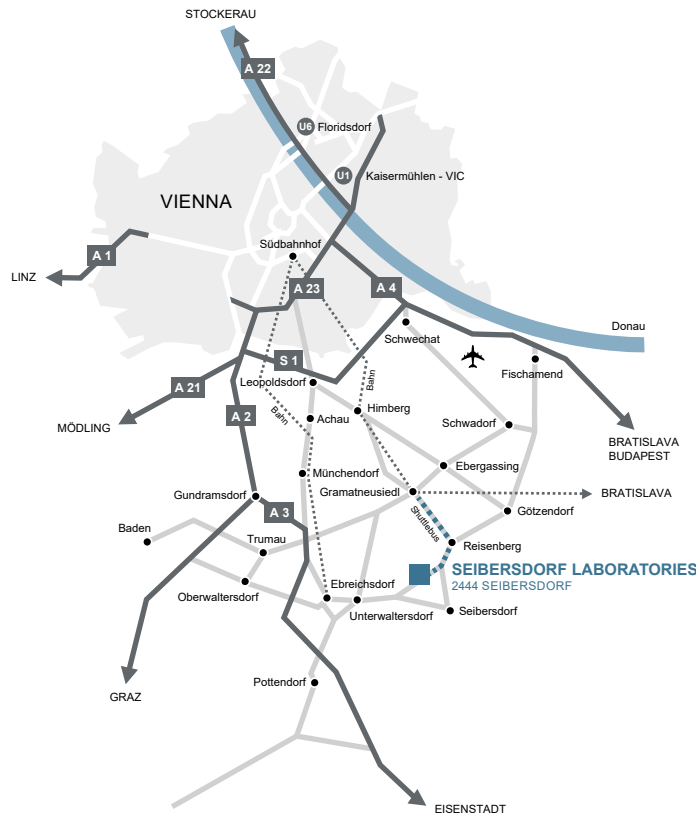 STOCKERAU
A 22
U6 Floridsdorf
U1 Kaisermühlen - VIC
VIENNA
Südbahnhof
A 1
LINZ
A 23
A 4
Donau
Schwechat
S 1
Fischamend
Leopoldsdorf
Bahn
A 21
Himberg
A 2
Bahn
Achau
Schwadorf
MÖDLING
BRATISLAVA
BUDAPEST
Ebergassing
Münchendorf
Gramatneusiedl
BRATISLAVA
Gundramsdorf
A 3
Shuttlebus
Götzendorf
Baden
Trumau
Reisenberg
SEIBERSDORF LABORATORIES
2444 SEIBERSDORF
Oberwaltersdorf
Ebreichsdorf
Unterwaltersdorf
Seibersdorf
Pottendorf
GRAZ
EISENSTADT